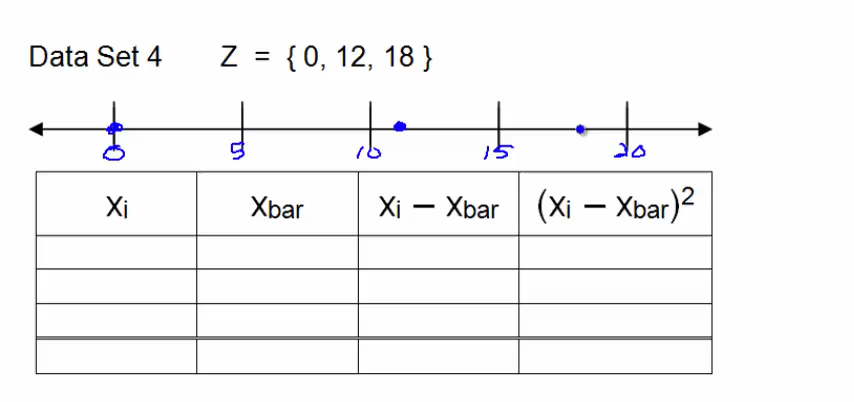 Data Set 4 Z = { 0, 12, 18 }
0 5 10 15 20
Xi Xbar Xi − Xbar (Xi − Xbar)2